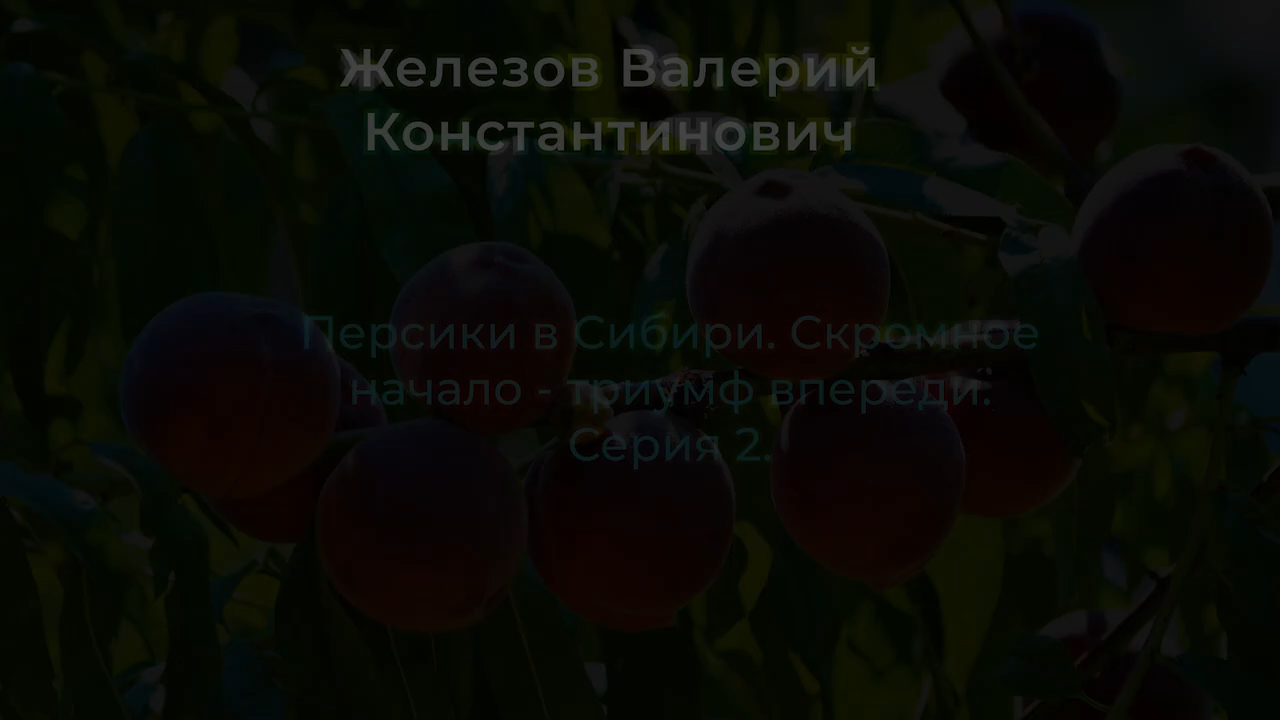 Железов Валерий
Константинович
Персики в Сибири. Скромное
начало - триумф впереди.
Серия 2.